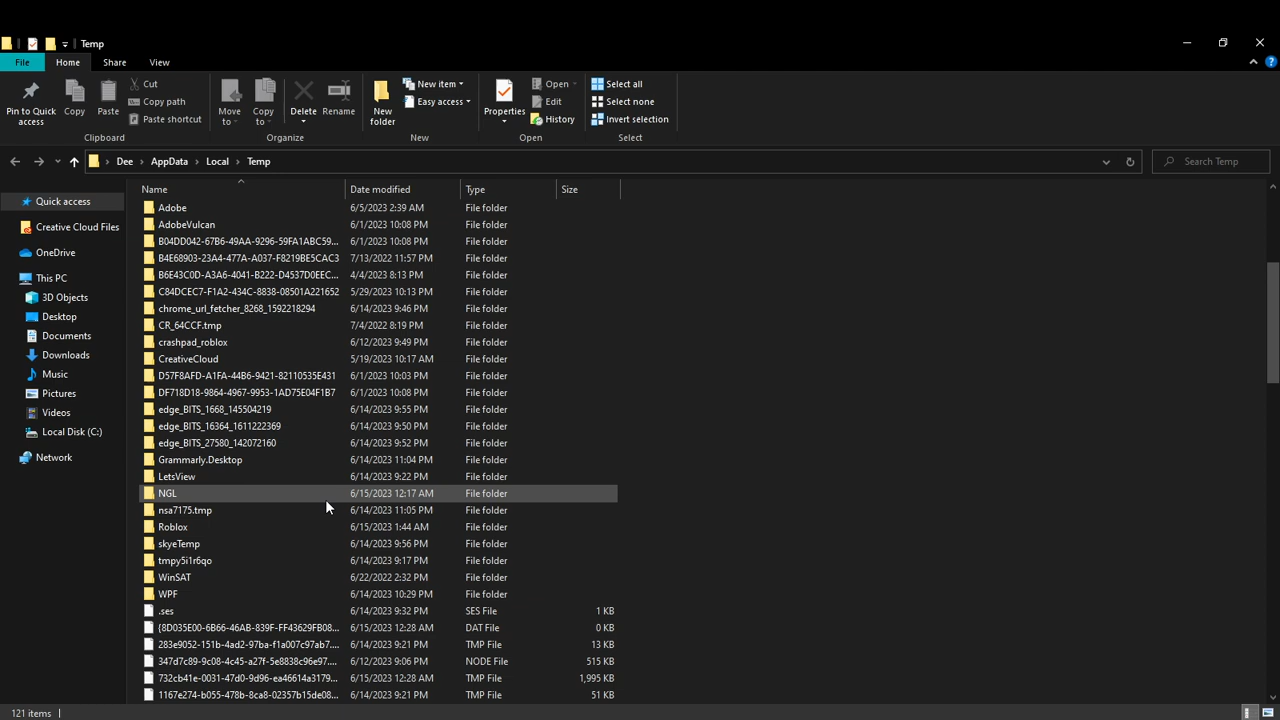 Temp
File Home Share View
Pin to Quick access
Copy
Paste
Cut
Copy path
Paste shortcut
Clipboard
Move to
Copy to
Delete
Rename
Organize
New folder
New item
Easy access
New
Properties
Open
Edit
History
Open
Select all
Select none
Invert selection
Select
Dee > AppData > Local > Temp
Search Temp
Quick access
Creative Cloud Files
OneDrive
This PC
3D Objects
Desktop
Documents
Downloads
Music
Pictures
Videos
Local Disk (C:)
Network
Name Date modified Type Size
Adobe 6/5/2023 2:39 AM File folder
AdobeVulcan 6/1/2023 10:08 PM File folder
B04DD042-67B6-49AA-9296-59FA1ABC59... 6/1/2023 10:08 PM File folder
B4E68903-23A4-477A-A037-F8219BE5CAC3 7/13/2022 11:57 PM File folder
B6E43C0D-A3A6-4041-B222-D4537D0EEC... 4/4/2023 8:13 PM File folder
C84DCEC7-F1A2-434C-8838-08501A221652 5/29/2023 10:13 PM File folder
chrome_url_fetcher_8268_1592218294 6/14/2023 9:46 PM File folder
CR_64CCF.tmp 7/4/2022 8:19 PM File folder
crashpad_roblox 6/12/2023 9:49 PM File folder
CreativeCloud 5/19/2023 10:17 AM File folder
D57F8AFD-A1FA-44B6-9421-82110535E431 6/1/2023 10:03 PM File folder
DF718D18-9864-4967-9953-1AD75E04F1B7 6/1/2023 10:08 PM File folder
edge_BITS_1668_145504219 6/14/2023 9:55 PM File folder
edge_BITS_16364_1611222369 6/14/2023 9:50 PM File folder
edge_BITS_27580_142072160 6/14/2023 9:52 PM File folder
Grammarly.Desktop 6/14/2023 11:04 PM File folder
LetsView 6/14/2023 9:22 PM File folder
NGL 6/15/2023 12:17 AM File folder
nsa7175.tmp 6/14/2023 11:05 PM File folder
Roblox 6/15/2023 1:44 AM File folder
skyeTemp 6/14/2023 9:56 PM File folder
tmpy5i1r6qo 6/14/2023 9:17 PM File folder
WinSAT 6/22/2022 2:32 PM File folder
WPF 6/14/2023 10:29 PM File folder
.ses 6/14/2023 9:32 PM SES File 1 KB
{8D035E00-6B66-46AB-839F-FF43629FB08... 6/15/2023 12:28 AM DAT File 0 KB
283e9052-151b-4ad2-97ba-f1a007c97ab7.... 6/14/2023 9:21 PM TMP File 13 KB
347d7c89-9c08-4c45-a27f-5e8838c96e97.... 6/12/2023 9:06 PM NODE File 515 KB
732cb41e-0031-47d0-9d96-ea46614a3179... 6/15/2023 12:28 AM TMP File 1,995 KB
1167e274-b055-478b-8ca8-02357b15de08... 6/14/2023 9:21 PM TMP File 51 KB
121 items